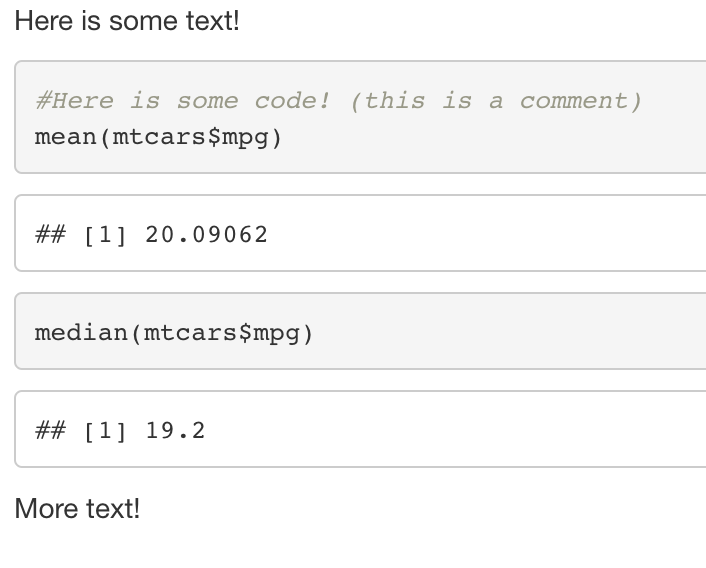 Here is some text!
#Here is some code! (this is a comment)
mean(mtcars$mpg)
## [1] 20.09062
median(mtcars$mpg)
## [1] 19.2
More text!